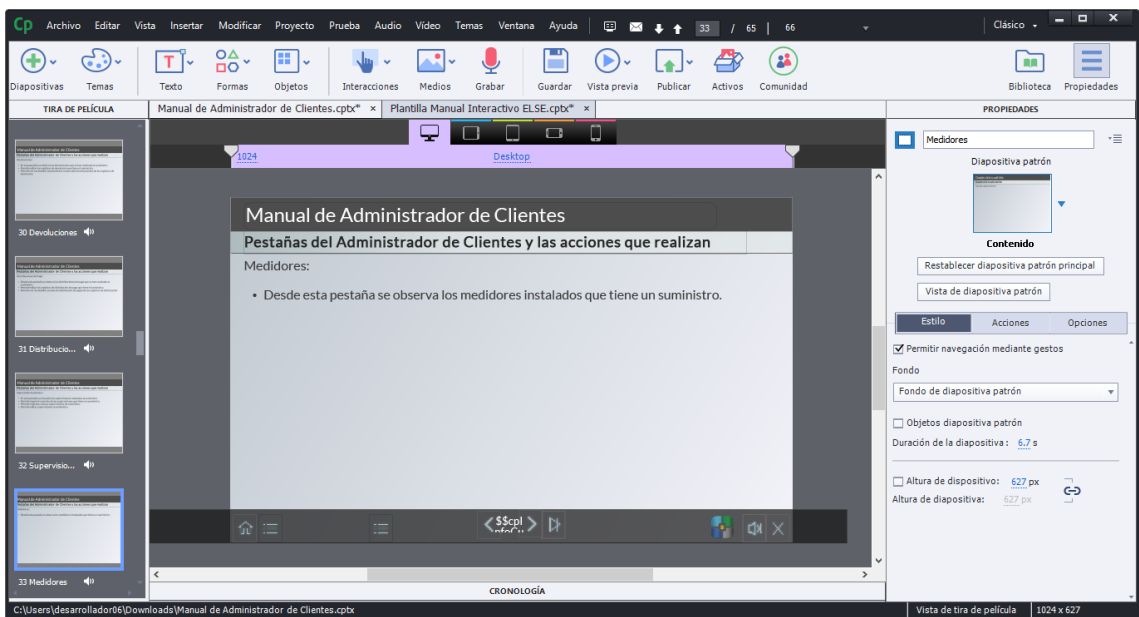 Cp Archivo Editar Vista Insertar Modificar Proyecto Prueba Audio Vídeo Temas Ventana Ayuda 33 / 65 66 Clásico
Diapositivas Temas Texto Formas Objetos Interacciones Medios Grabar Guardar Vista previa Publicar Activos Comunidad Biblioteca Propiedades
TIRA DE PELÍCULA
Manual de Administrador de Clientes.cptx* × Plantilla Manual Interactivo ELSE.cptx* ×
PROPIEDADES
1024 Desktop
30 Devoluciones
31 Distribucio...
32 Supervisio...
33 Medidores
Manual de Administrador de Clientes
Pestañas del Administrador de Clientes y las acciones que realizan
Medidores:
• Desde esta pestaña se observa los medidores instalados que tiene un suministro.
$$cpI
CRONOLOGÍA
Medidores
Diapositiva patrón
Contenido
Restablecer diapositiva patrón principal
Vista de diapositiva patrón
Estilo Acciones Opciones
Permitir navegación mediante gestos
Fondo
Fondo de diapositiva patrón
Objetos diapositiva patrón
Duración de la diapositiva: 6.7 s
Altura de dispositivo: 627 px
Altura de diapositiva: 627 px
C:\Users\desarrollador06\Downloads\Manual de Administrador de Clientes.cptx
Vista de tira de película 1024 x 627